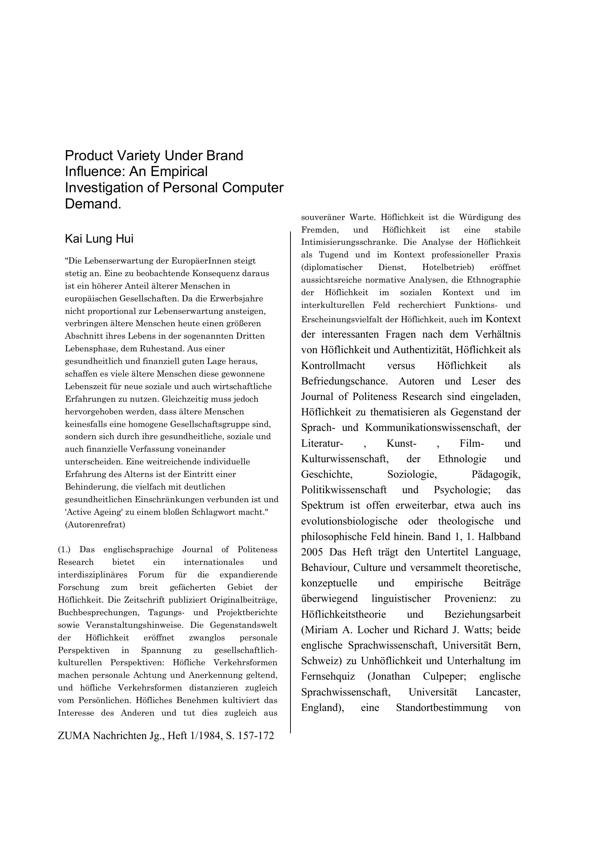 Product Variety Under Brand
Influence: An Empirical
Investigation of Personal Computer
Demand.
Kai Lung Hui
"Die Lebenserwartung der EuropäerInnen steigt
stetig an. Eine zu beobachtende Konsequenz daraus
ist ein höherer Anteil älterer Menschen in
europäischen Gesellschaften. Da die Erwerbsjahre
nicht proportional zur Lebenserwartung ansteigen,
verbringen ältere Menschen heute einen größeren
Abschnitt ihres Lebens in der sogenannten Dritten
Lebensphase, dem Ruhestand. Aus einer
gesundheitlich und finanziell guten Lage heraus,
schaffen es viele ältere Menschen diese gewonnene
Lebenszeit für neue soziale und auch wirtschaftliche
Erfahrungen zu nutzen. Gleichzeitig muss jedoch
hervorgehoben werden, dass ältere Menschen
keinesfalls eine homogene Gesellschaftsgruppe sind,
sondern sich durch ihre gesundheitliche, soziale und
auch finanzielle Verfassung voneinander
unterscheiden. Eine weitreichende individuelle
Erfahrung des Alterns ist der Eintritt einer
Behinderung, die vielfach mit deutlichen
gesundheitlichen Einschränkungen verbunden ist und
'Active Ageing' zu einem bloßen Schlagwort macht."
(Autorenrefrat)
(1.) Das englischsprachige Journal of Politeness
Research bietet ein internationales und
interdisziplinäres Forum für die expandierende
Forschung zum breit gefächerten Gebiet der
Höflichkeit. Die Zeitschrift publiziert Originalbeiträge,
Buchbesprechungen, Tagungs- und Projektberichte
sowie Veranstaltungshinweise. Die Gegenstandswelt
der Höflichkeit eröffnet zwanglos personale
Perspektiven in Spannung zu gesellschaftlich-
kulturellen Perspektiven: Höfliche Verkehrsformen
machen personale Achtung und Anerkennung geltend,
und höfliche Verkehrsformen distanzieren zugleich
vom Persönlichen. Höfliches Benehmen kultiviert das
Interesse des Anderen und tut dies zugleich aus
souveräner Warte. Höflichkeit ist die Würdigung des
Fremden, und Höflichkeit ist eine stabile
Intimisierungsschranke. Die Analyse der Höflichkeit
als Tugend und im Kontext professioneller Praxis
(diplomatischer Dienst, Hotelbetrieb) eröffnet
aussichtsreiche normative Analysen, die Ethnographie
der Höflichkeit im sozialen Kontext und im
interkulturellen Feld recherchiert Funktions- und
Erscheinungsvielfalt der Höflichkeit, auch im Kontext
der interessanten Fragen nach dem Verhältnis
von Höflichkeit und Authentizität, Höflichkeit als
Kontrollmacht versus Höflichkeit als
Befriedungschance. Autoren und Leser des
Journal of Politeness Research sind eingeladen,
Höflichkeit zu thematisieren als Gegenstand der
Sprach- und Kommunikationswissenschaft, der
Literatur- , Kunst- , Film- und
Kulturwissenschaft, der Ethnologie und
Geschichte, Soziologie, Pädagogik,
Politikwissenschaft und Psychologie; das
Spektrum ist offen erweiterbar, etwa auch ins
evolutionsbiologische oder theologische und
philosophische Feld hinein. Band 1, 1. Halbband
2005 Das Heft trägt den Untertitel Language,
Behaviour, Culture und versammelt theoretische,
konzeptuelle und empirische Beiträge
überwiegend linguistischer Provenienz: zu
Höflichkeitstheorie und Beziehungsarbeit
(Miriam A. Locher und Richard J. Watts; beide
englische Sprachwissenschaft, Universität Bern,
Schweiz) zu Unhöflichkeit und Unterhaltung im
Fernsehquiz (Jonathan Culpeper; englische
Sprachwissenschaft, Universität Lancaster,
England), eine Standortbestimmung von
ZUMA Nachrichten Jg., Heft 1/1984, S. 157-172